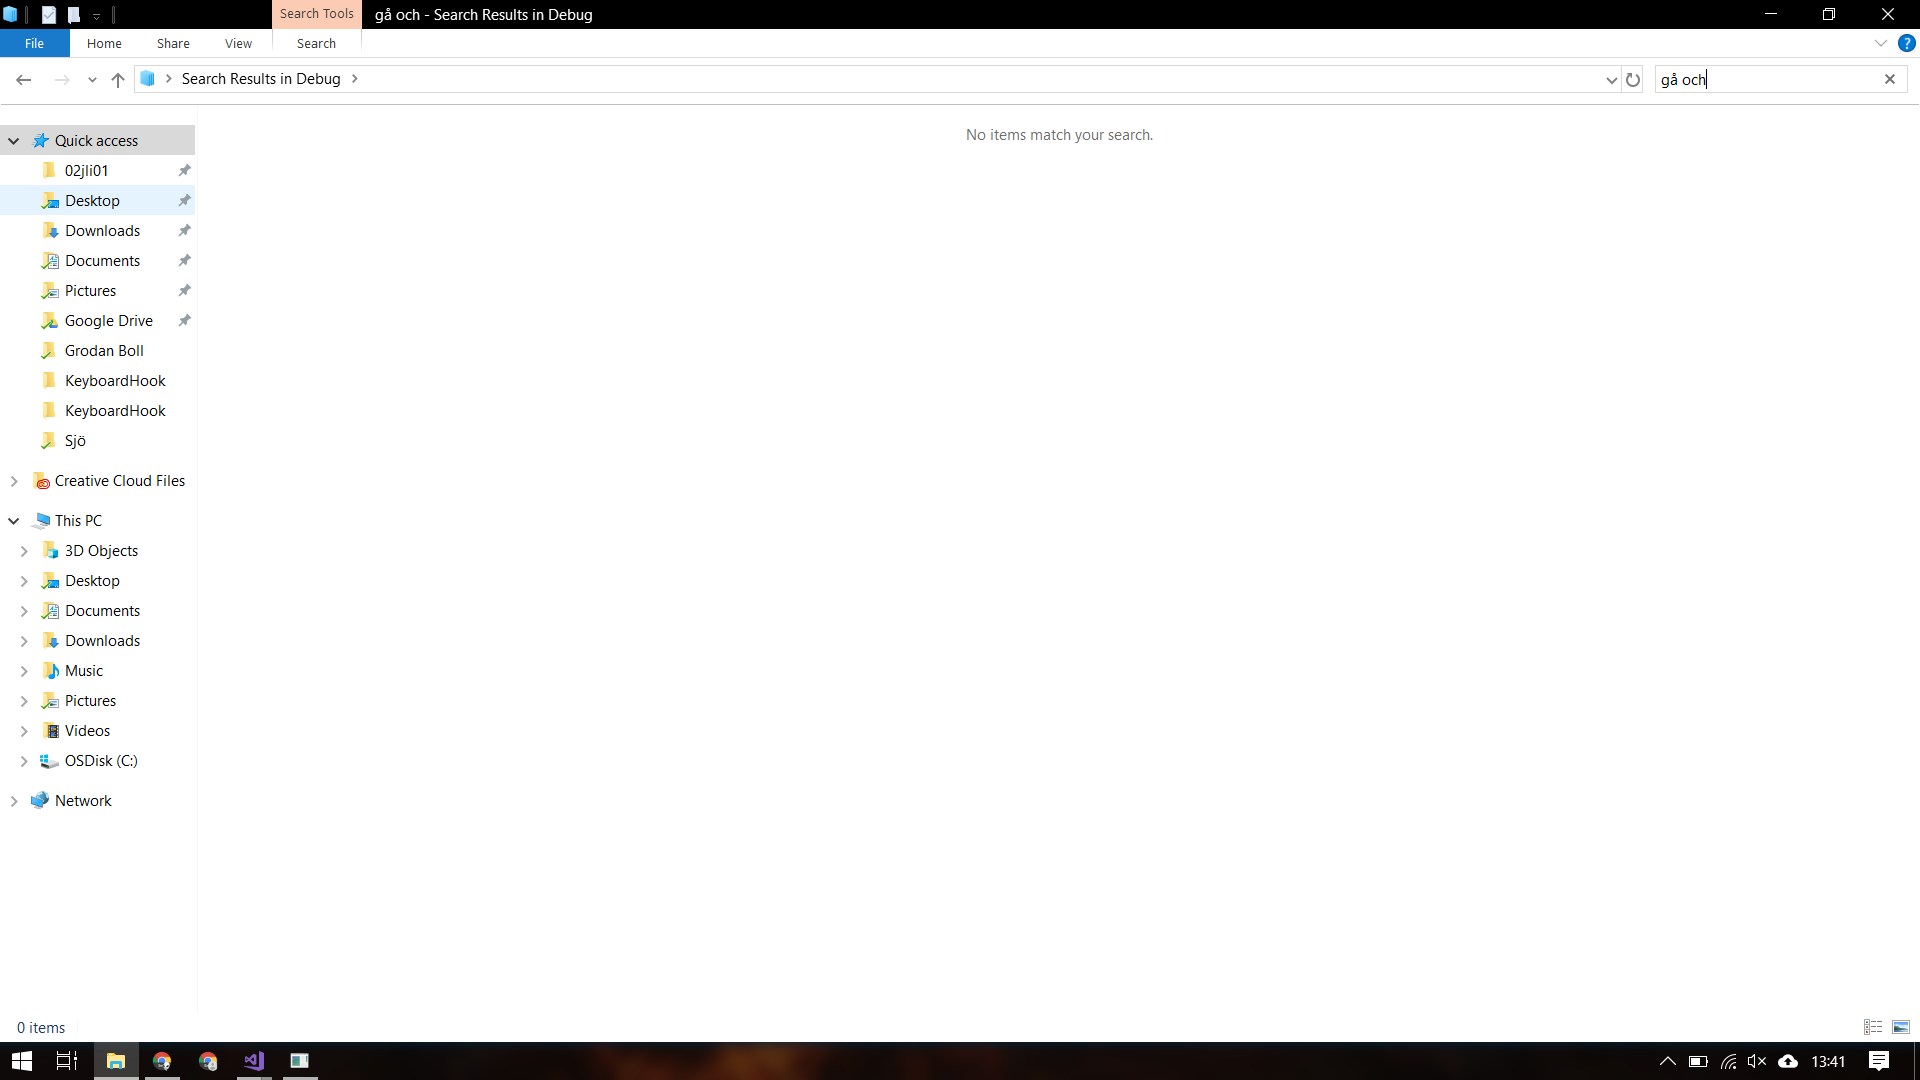 Search Tools
gå och - Search Results in Debug
File
Home
Share
View
Search
?
Search Results in Debug
gå och
No items match your search.
Quick access
02jli01
Desktop
Downloads
Documents
Pictures
Google Drive
Grodan Boll
KeyboardHook
KeyboardHook
Sjö
Creative Cloud Files
This PC
3D Objects
Desktop
Documents
Downloads
Music
Pictures
Videos
OSDisk (C:)
Network
0 items
13:41